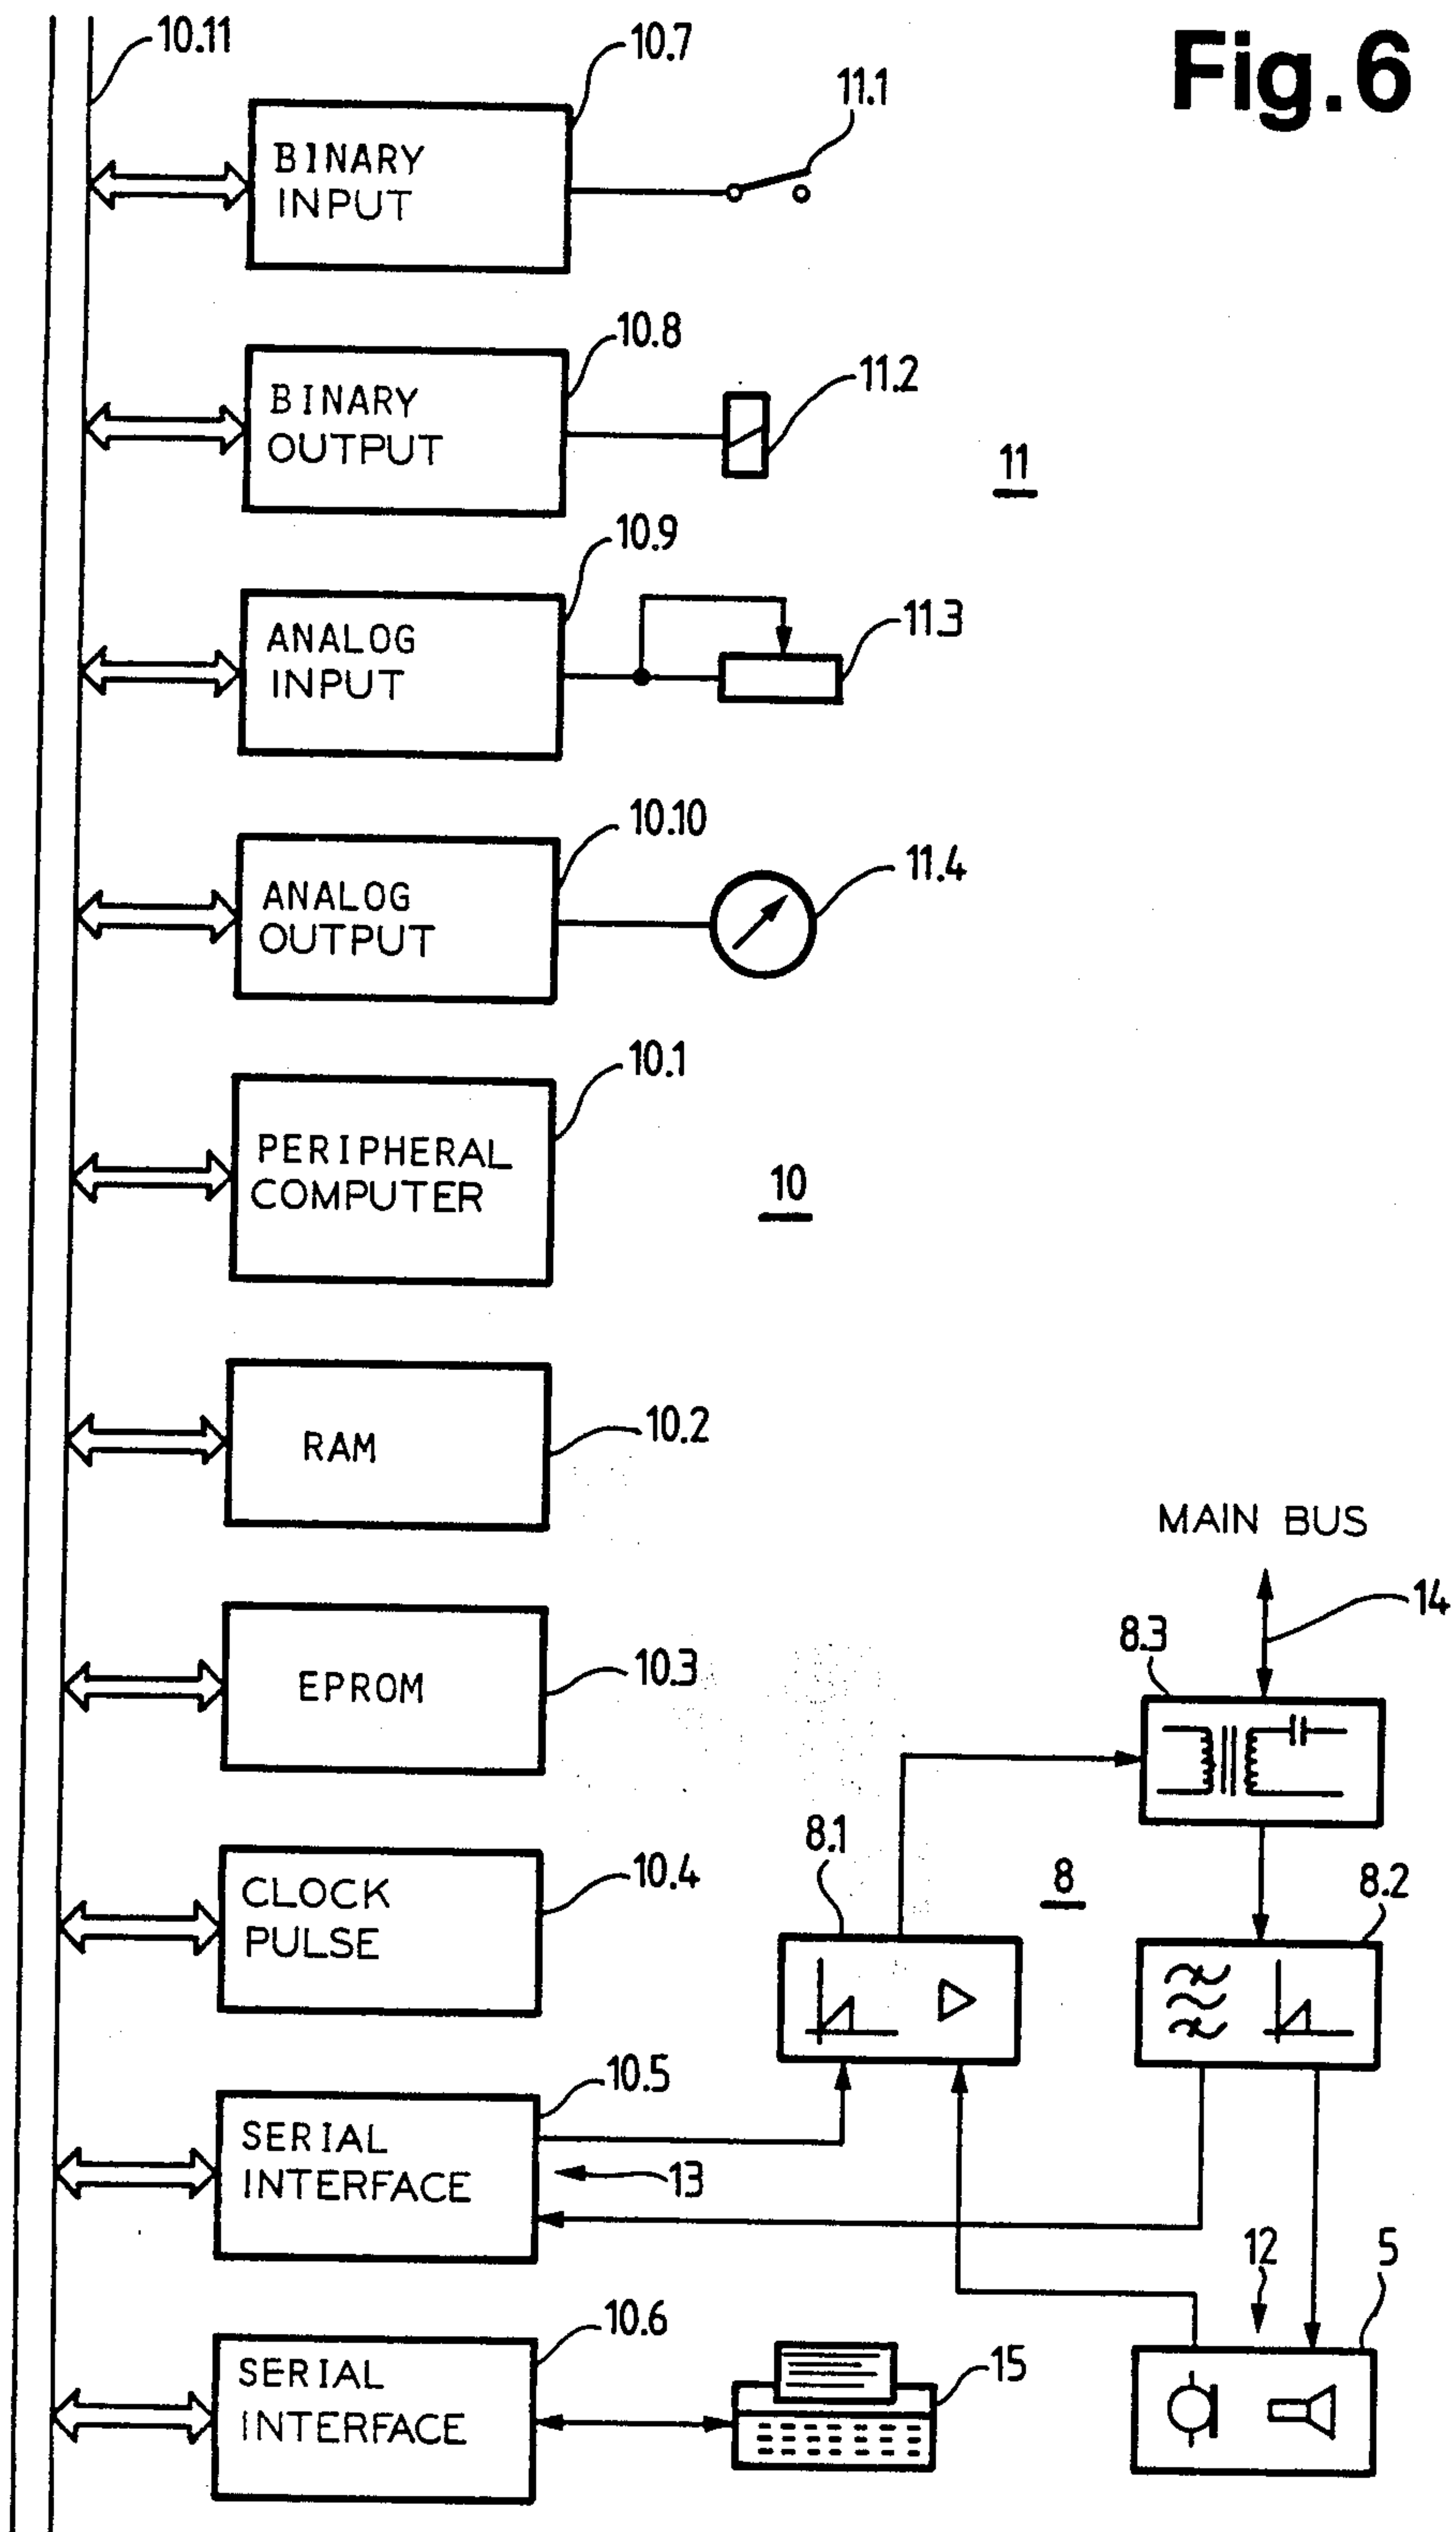 Fig.6
10.11
10.7
11.1
BINARY
INPUT
10.8
11.2
BINARY
OUTPUT
11
10.9
11.3
ANALOG
INPUT
10.10
11.4
ANALOG
OUTPUT
10.1
PERIPHERAL
COMPUTER
10
10.2
RAM
MAIN BUS
14
8.3
10.3
EPROM
8.1
8
8.2
10.4
CLOCK
PULSE
10.5
SERIAL
INTERFACE
13
12
5
10.6
SERIAL
INTERFACE
15